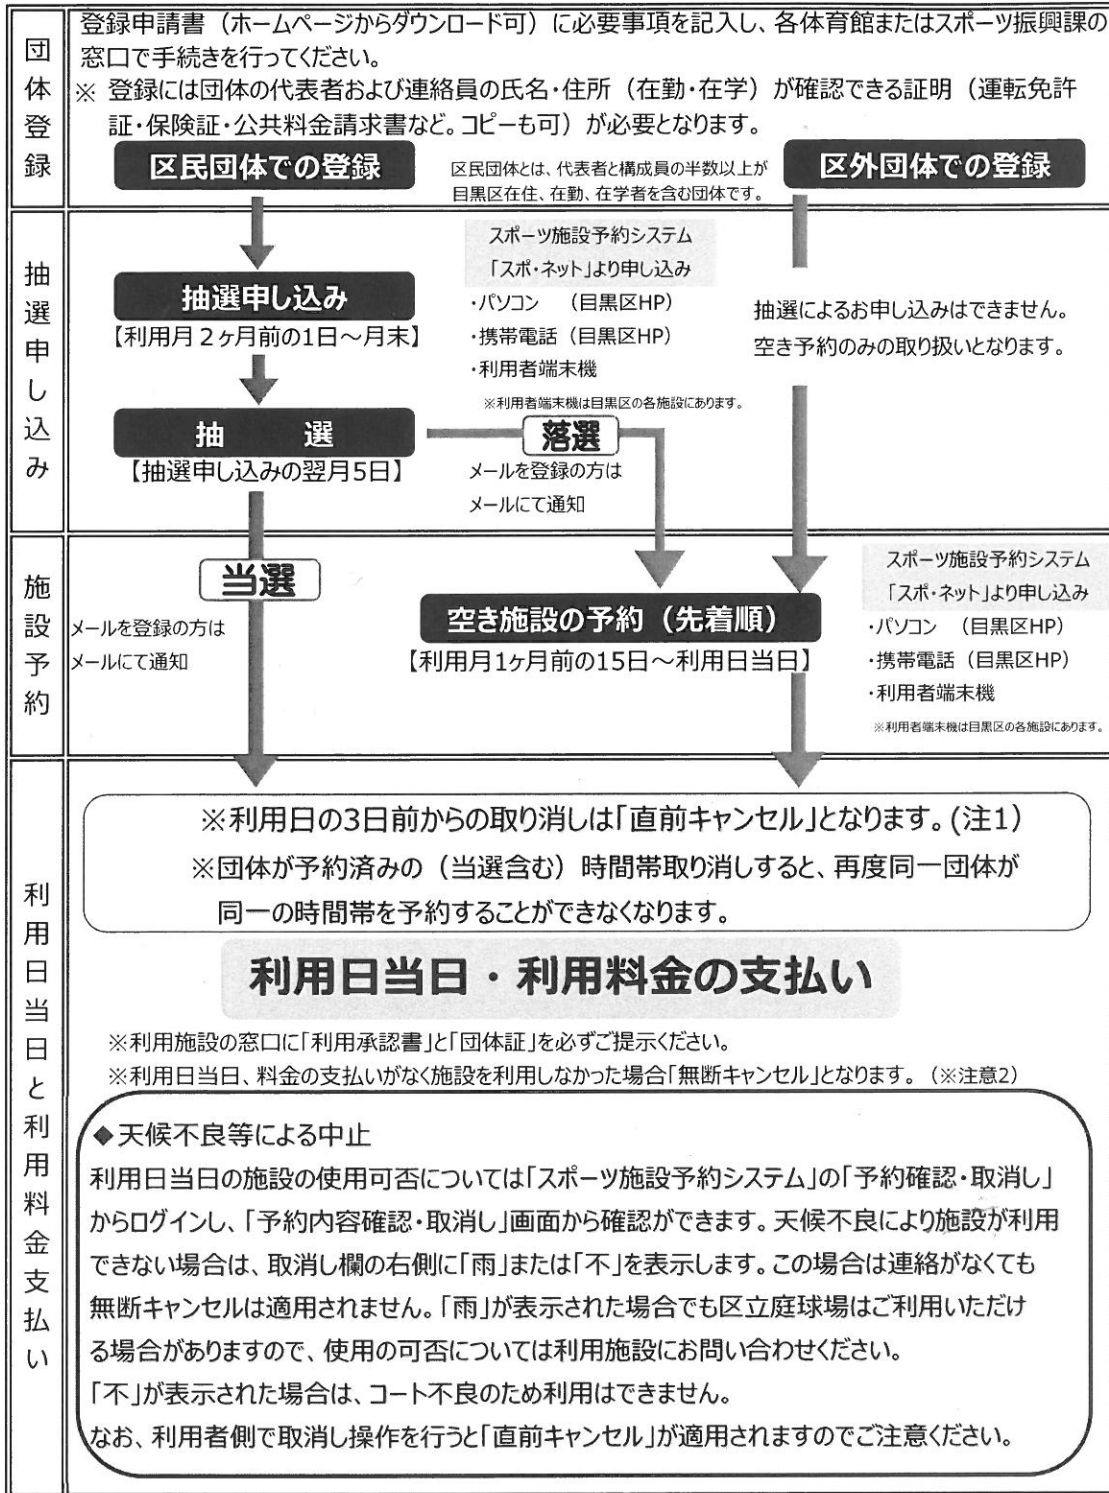 団体登録
登録申請書（ホームページからダウンロード可）に必要事項を記入し、各体育館またはスポーツ振興課の
窓口で手続きを行ってください。
※ 登録には団体の代表者および連絡員の氏名・住所（在勤・在学）が確認できる証明（運転免許
証・保険証・公共料金請求書など。コピーも可）が必要となります。
区民団体での登録
区民団体とは、代表者と構成員の半数以上が
目黒区在住、在勤、在学者を含む団体です。
区外団体での登録
抽選申し込み
抽選申し込み
【利用月２ヶ月前の1日～月末】
スポーツ施設予約システム
「スポ・ネット」より申し込み
・パソコン （目黒区HP）
・携帯電話（目黒区HP）
・利用者端末機
※利用者端末機は目黒区の各施設にあります。
抽選によるお申し込みはできません。
空き予約のみの取り扱いとなります。
抽　　選
【抽選申し込みの翌月5日】
落選
メールを登録の方は
メールにて通知
施設予約
当選
メールを登録の方は
メールにて通知
空き施設の予約（先着順）
【利用月1ヶ月前の15日～利用日当日】
スポーツ施設予約システム
「スポ・ネット」より申し込み
・パソコン （目黒区HP）
・携帯電話（目黒区HP）
・利用者端末機
※利用者端末機は目黒区の各施設にあります。
利用日当日と利用料金支払い
※利用日の3日前からの取り消しは「直前キャンセル」となります。(注1)
※団体が予約済みの（当選含む）時間帯取り消しすると、再度同一団体が
同一の時間帯を予約することができなくなります。
利用日当日・利用料金の支払い
※利用施設の窓口に「利用承認書」と「団体証」を必ずご提示ください。
※利用日当日、料金の支払いがなく施設を利用しなかった場合「無断キャンセル」となります。（※注意2）
◆天候不良等による中止
利用日当日の施設の使用可否については「スポーツ施設予約システム」の「予約確認・取消し」
からログインし、「予約内容確認・取消し」画面から確認ができます。天候不良により施設が利用
できない場合は、取消し欄の右側に「雨」または「不」を表示します。この場合は連絡がなくても
無断キャンセルは適用されません。「雨」が表示された場合でも区立庭球場はご利用いただけ
る場合がありますので、使用の可否については利用施設にお問い合わせください。
「不」が表示された場合は、コート不良のため利用はできません。
なお、利用者側で取消し操作を行うと「直前キャンセル」が適用されますのでご注意ください。